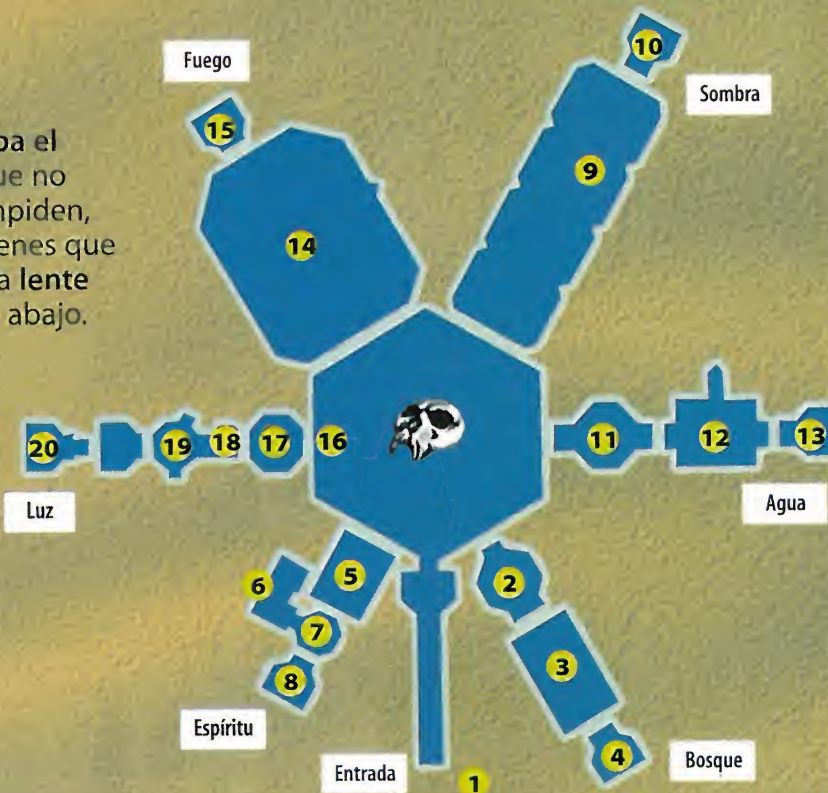 Fuego
10
Sombra
15
ba el
ue no
npiden,
enes que
a lente
abajo.
9
14
20
19
18
17
16
11
12
13
Luz
Agua
6
5
2
7
3
8
Espíritu
4
Entrada
Bosque
1